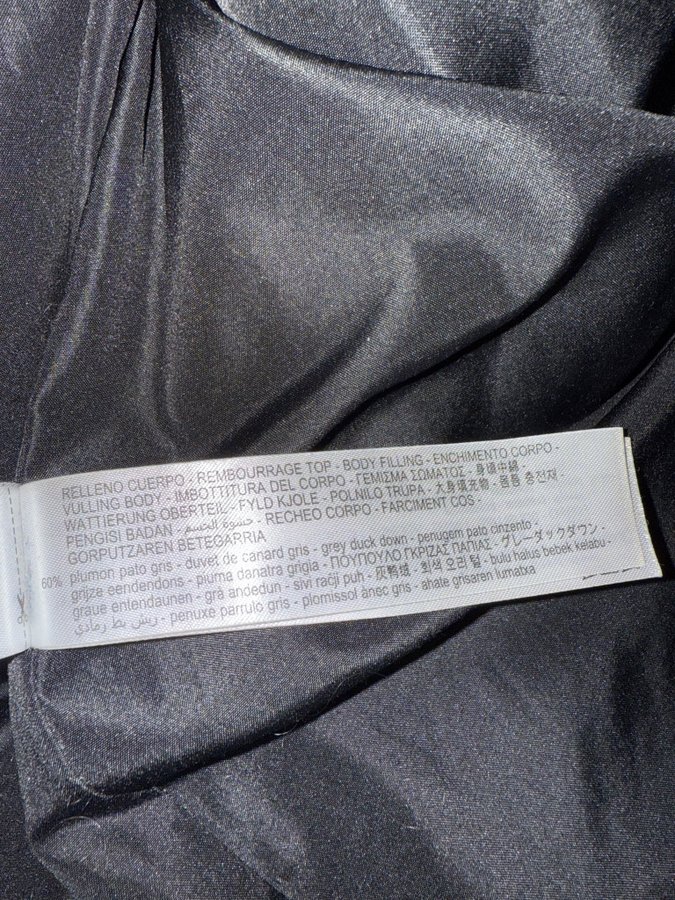 RELLENO CUERPO - REMBOURRAGE TOP - BODY FILLING - ENCHIMENTO CORPO -
VULLING BODY - IMBOTTITURA DEL CORPO - ΓΕΜΙΣΜΑ ΣΩΜΑΤΟΣ - 身頃中綿 -
WATTIERUNG OBERTEIL - FYLD KJOLE - POLNILO TRUPA - 大身填充物 - 몸통 충전재 -
PENGISI BADAN - حشوة الجسم - RECHEO CORPO - FARCIMENT COS -
GORPUTZAREN BETEGARRIA
60% plumon pato gris - duvet de canard gris - grey duck down - penugem pato cinzento -
grijze eendendons - piuma danatra grigia - ΠΟΥΠΟΥΛΟ ΓΚΡΙΖΑΣ ΠΑΠΙΑΣ - グレーダックダウン -
graue entendaunen - grå andedun - sivi racji puh - 灰鸭绒 - 회색 오리 털 - bulu halus bebek kelabu -
ريش بط رمادي - penuxe parrulo gris - plomissol ànec gris - ahate grisaren lumatxa